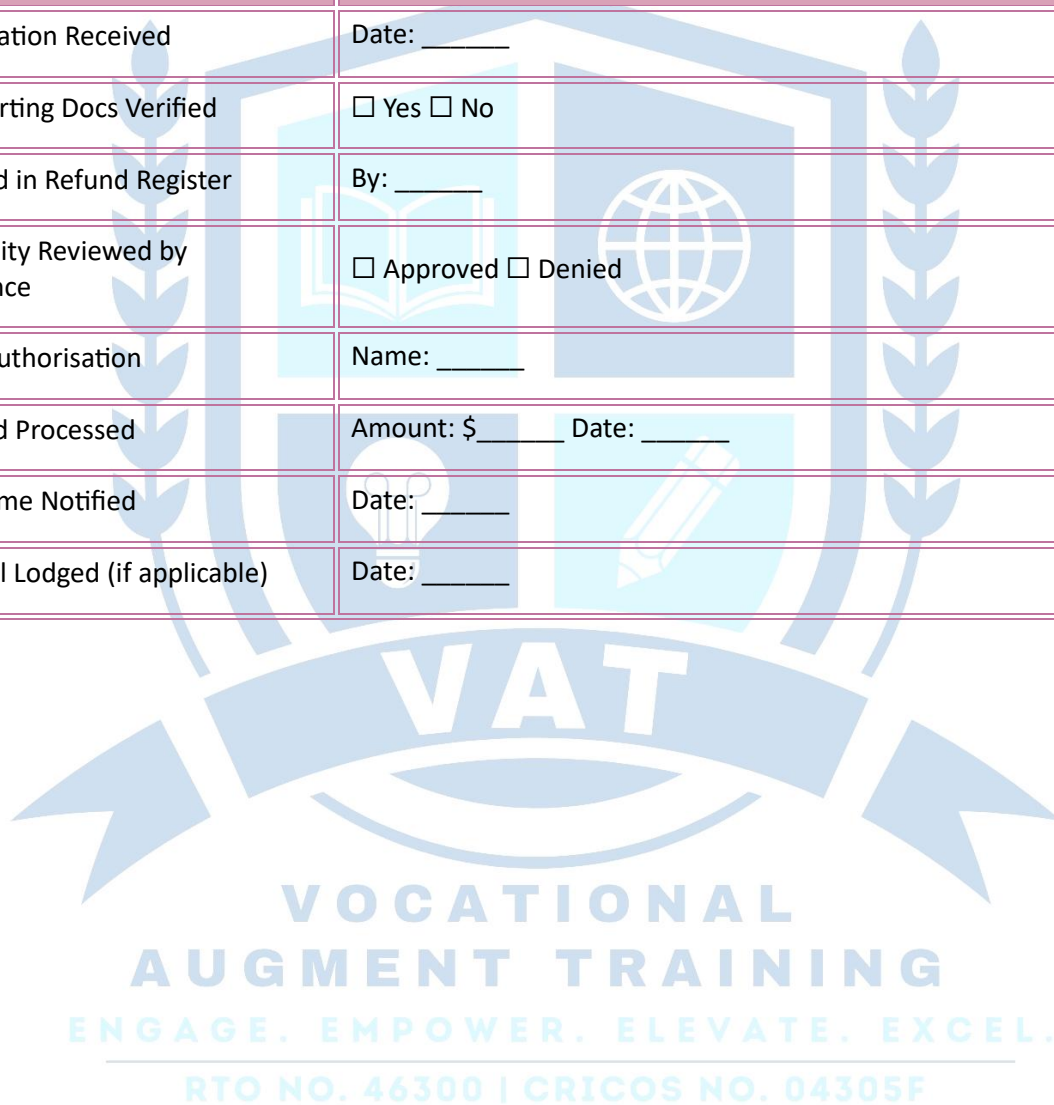 ation Received Date: ______
rting Docs Verified ☐ Yes ☐ No
d in Refund Register By: ______
ity Reviewed by
nce ☐ Approved ☐ Denied
uthorisation Name: ______
d Processed Amount: $______ Date: ______
me Notified Date: ______
l Lodged (if applicable) Date: ______
VAT
VOCATIONAL
AUGMENT TRAINING
ENGAGE. EMPOWER. ELEVATE. EXCEL.
RTO NO. 46300 | CRICOS NO. 04305F